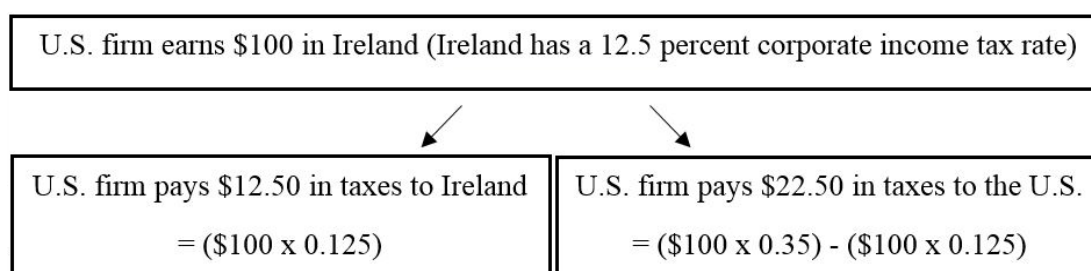 U.S. firm earns $100 in Ireland (Ireland has a 12.5 percent corporate income tax rate)
U.S. firm pays $12.50 in taxes to Ireland
= ($100 x 0.125)
U.S. firm pays $22.50 in taxes to the U.S.
= ($100 x 0.35) - ($100 x 0.125)